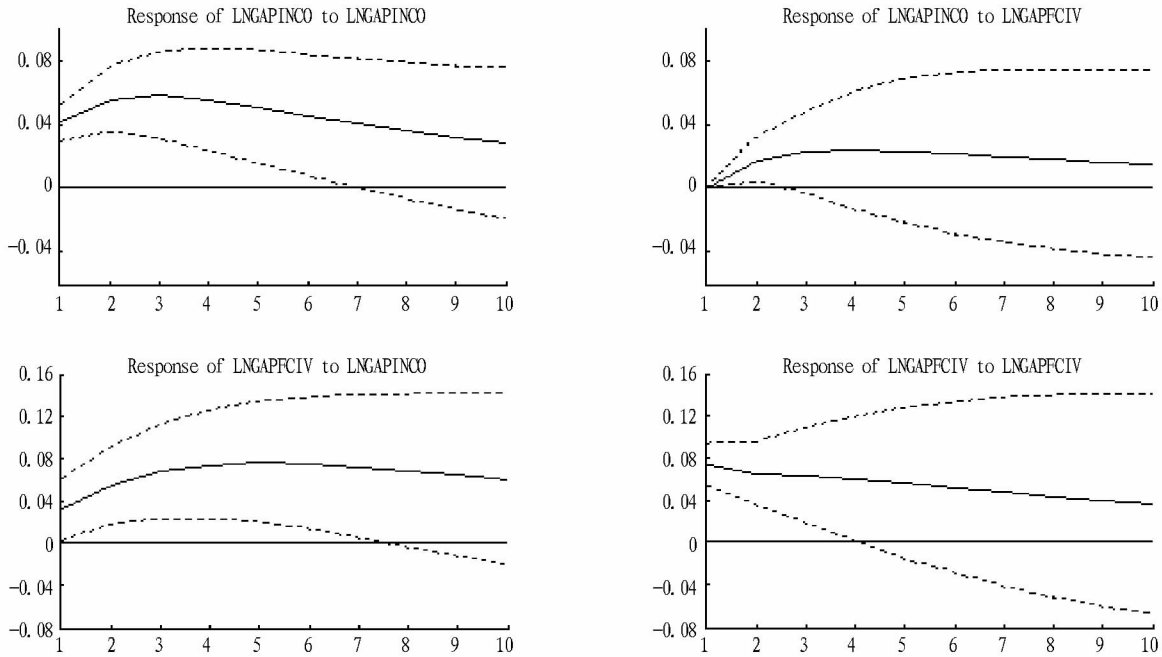 Response of LNGAPINCO to LNGAPINCO
0.08
0.04
0
-0.04
1 2 3 4 5 6 7 8 9 10
Response of LNGAPINCO to LNGAPFCIV
0.08
0.04
0
-0.04
1 2 3 4 5 6 7 8 9 10
Response of LNGAPFCIV to LNGAPINCO
0.16
0.12
0.08
0.04
0
-0.04
-0.08
1 2 3 4 5 6 7 8 9 10
Response of LNGAPFCIV to LNGAPFCIV
0.16
0.12
0.08
0.04
0
-0.04
-0.08
1 2 3 4 5 6 7 8 9 10